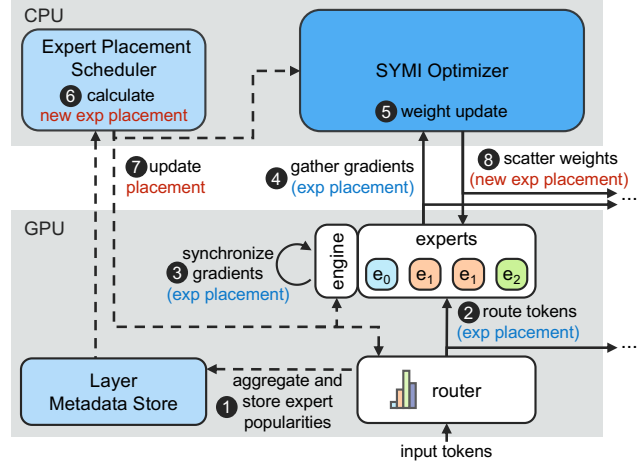 CPU
Expert Placement
Scheduler
6 calculate
new exp placement
SYMI Optimizer
5 weight update
7 update
placement
4 gather gradients
(exp placement)
8 scatter weights
(new exp placement)
...
GPU
synchronize
3 gradients
(exp placement)
engine
experts
e0 e1 e1 e2
2 route tokens
(exp placement)
...
Layer
Metadata Store
aggregate and
1 store expert
popularities
router
input tokens